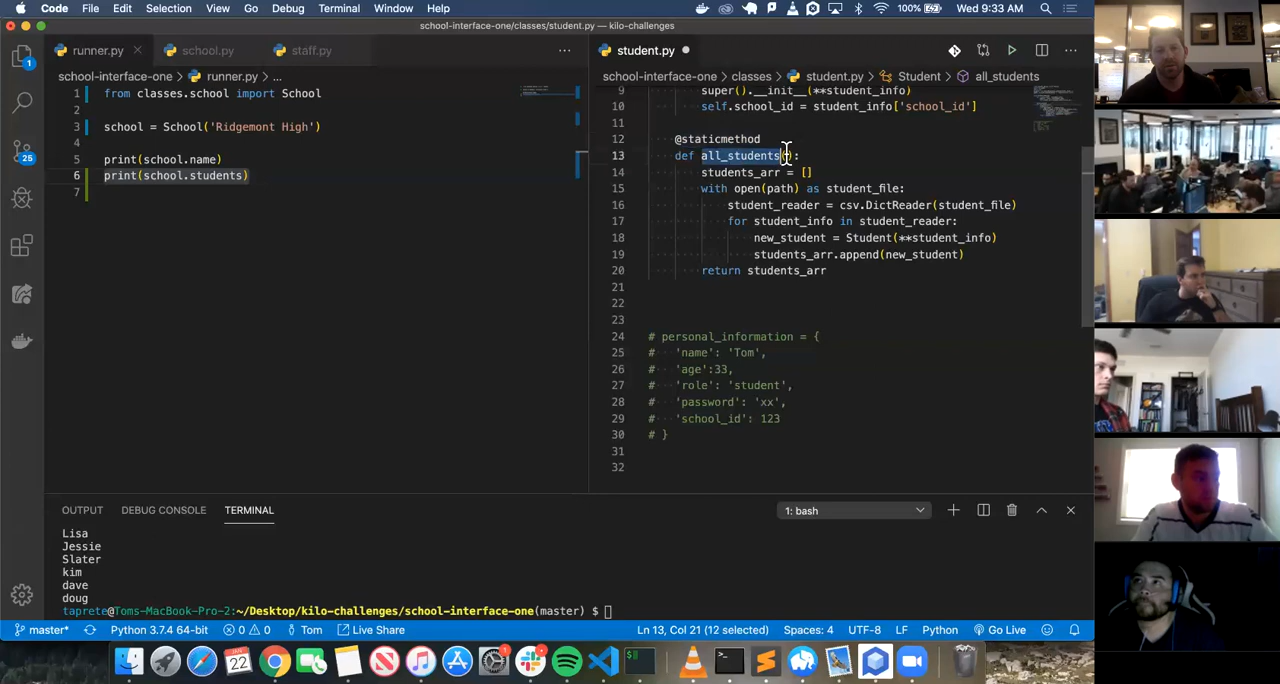 Code File Edit Selection View Go Debug Terminal Window Help 100% Wed 9:33 AM
school-interface-one/classes/student.py — kilo-challenges
runner.py school.py staff.py
student.py
school-interface-one > runner.py > ...
school-interface-one > classes > student.py > Student > all_students
1 from classes.school import School
2
3 school = School('Ridgemont High')
4
5 print(school.name)
6 print(school.students)
7
9 super().__init__(**student_info)
10 self.school_id = student_info['school_id']
11
12 @staticmethod
13 def all_students():
14 students_arr = []
15 with open(path) as student_file:
16 student_reader = csv.DictReader(student_file)
17 for student_info in student_reader:
18 new_student = Student(**student_info)
19 students_arr.append(new_student)
20 return students_arr
21
22
23
24 # personal_information = {
25 # 'name': 'Tom',
26 # 'age':33,
27 # 'role': 'student',
28 # 'password': 'xx',
29 # 'school_id': 123
30 # }
31
32
1
25
OUTPUT DEBUG CONSOLE TERMINAL 1: bash
Lisa
Jessie
Slater
kim
dave
doug
taprete@Toms-MacBook-Pro-2:~/Desktop/kilo-challenges/school-interface-one(master) $
master* Python 3.7.4 64-bit 0 0 Tom Live Share Ln 13, Col 21 (12 selected) Spaces: 4 UTF-8 LF Python Go Live
JAN
22